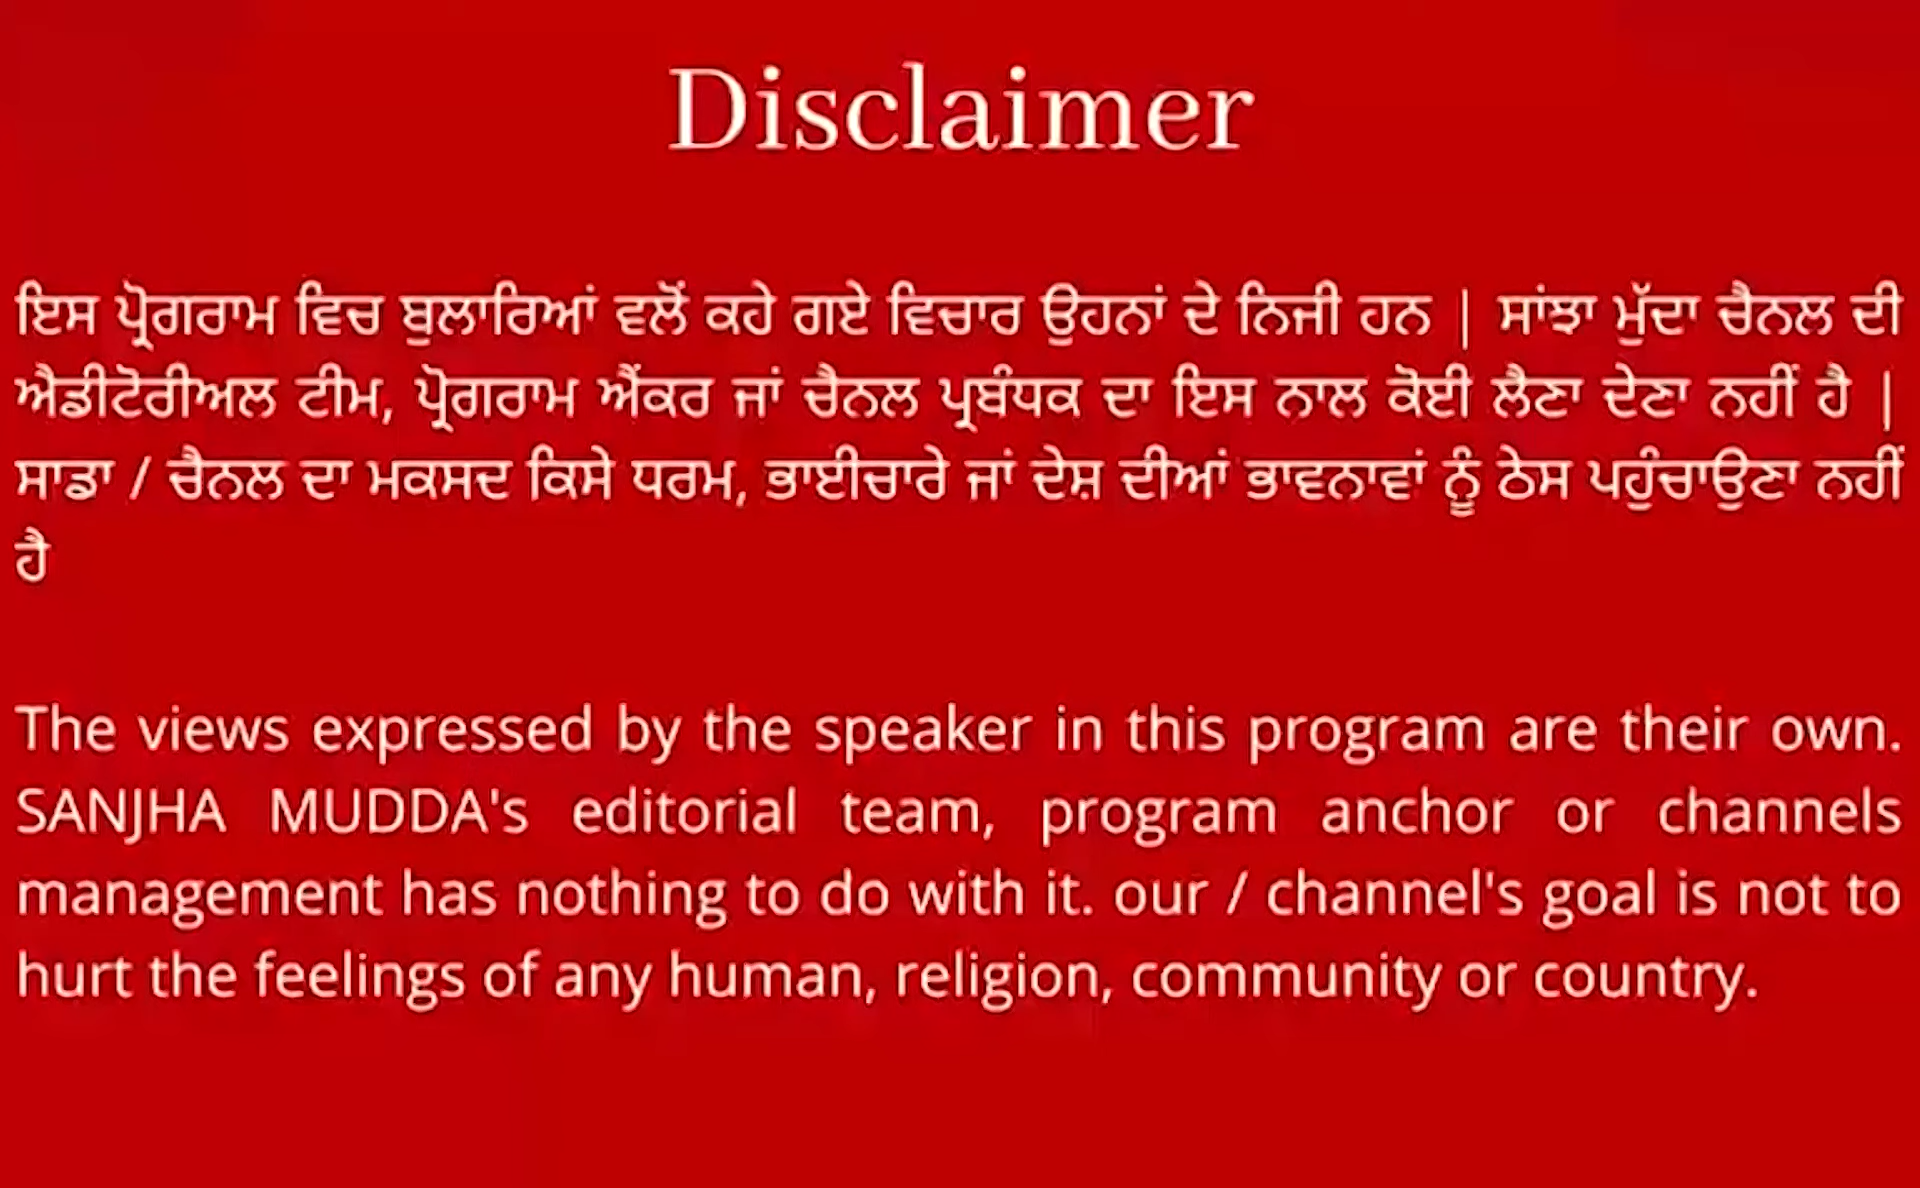 Disclaimer
ਇਸ ਪ੍ਰੋਗਰਾਮ ਵਿਚ ਬੁਲਾਰਿਆਂ ਵਲੋਂ ਕਹੇ ਗਏ ਵਿਚਾਰ ਉਹਨਾਂ ਦੇ ਨਿਜੀ ਹਨ | ਸਾਂਝਾ ਮੁੱਦਾ ਚੈਨਲ ਦੀ
ਐਡੀਟੋਰੀਅਲ ਟੀਮ, ਪ੍ਰੋਗਰਾਮ ਐਂਕਰ ਜਾਂ ਚੈਨਲ ਪ੍ਰਬੰਧਕ ਦਾ ਇਸ ਨਾਲ ਕੋਈ ਲੈਣਾ ਦੇਣਾ ਨਹੀਂ ਹੈ |
ਸਾਡਾ / ਚੈਨਲ ਦਾ ਮਕਸਦ ਕਿਸੇ ਧਰਮ, ਭਾਈਚਾਰੇ ਜਾਂ ਦੇਸ਼ ਦੀਆਂ ਭਾਵਨਾਵਾਂ ਨੂੰ ਠੇਸ ਪਹੁੰਚਾਉਣਾ ਨਹੀਂ
ਹੈ
The views expressed by the speaker in this program are their own.
SANJHA MUDDA's editorial team, program anchor or channels
management has nothing to do with it. our / channel's goal is not to
hurt the feelings of any human, religion, community or country.